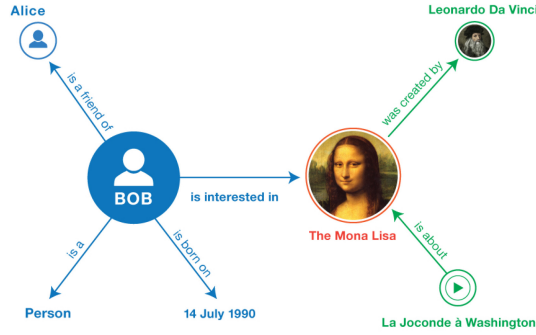 Alice
Leonardo Da Vinci
is a friend of
was created by
BOB
is interested in
The Mona Lisa
is a
is born on
is about
Person
14 July 1990
La Joconde à Washington